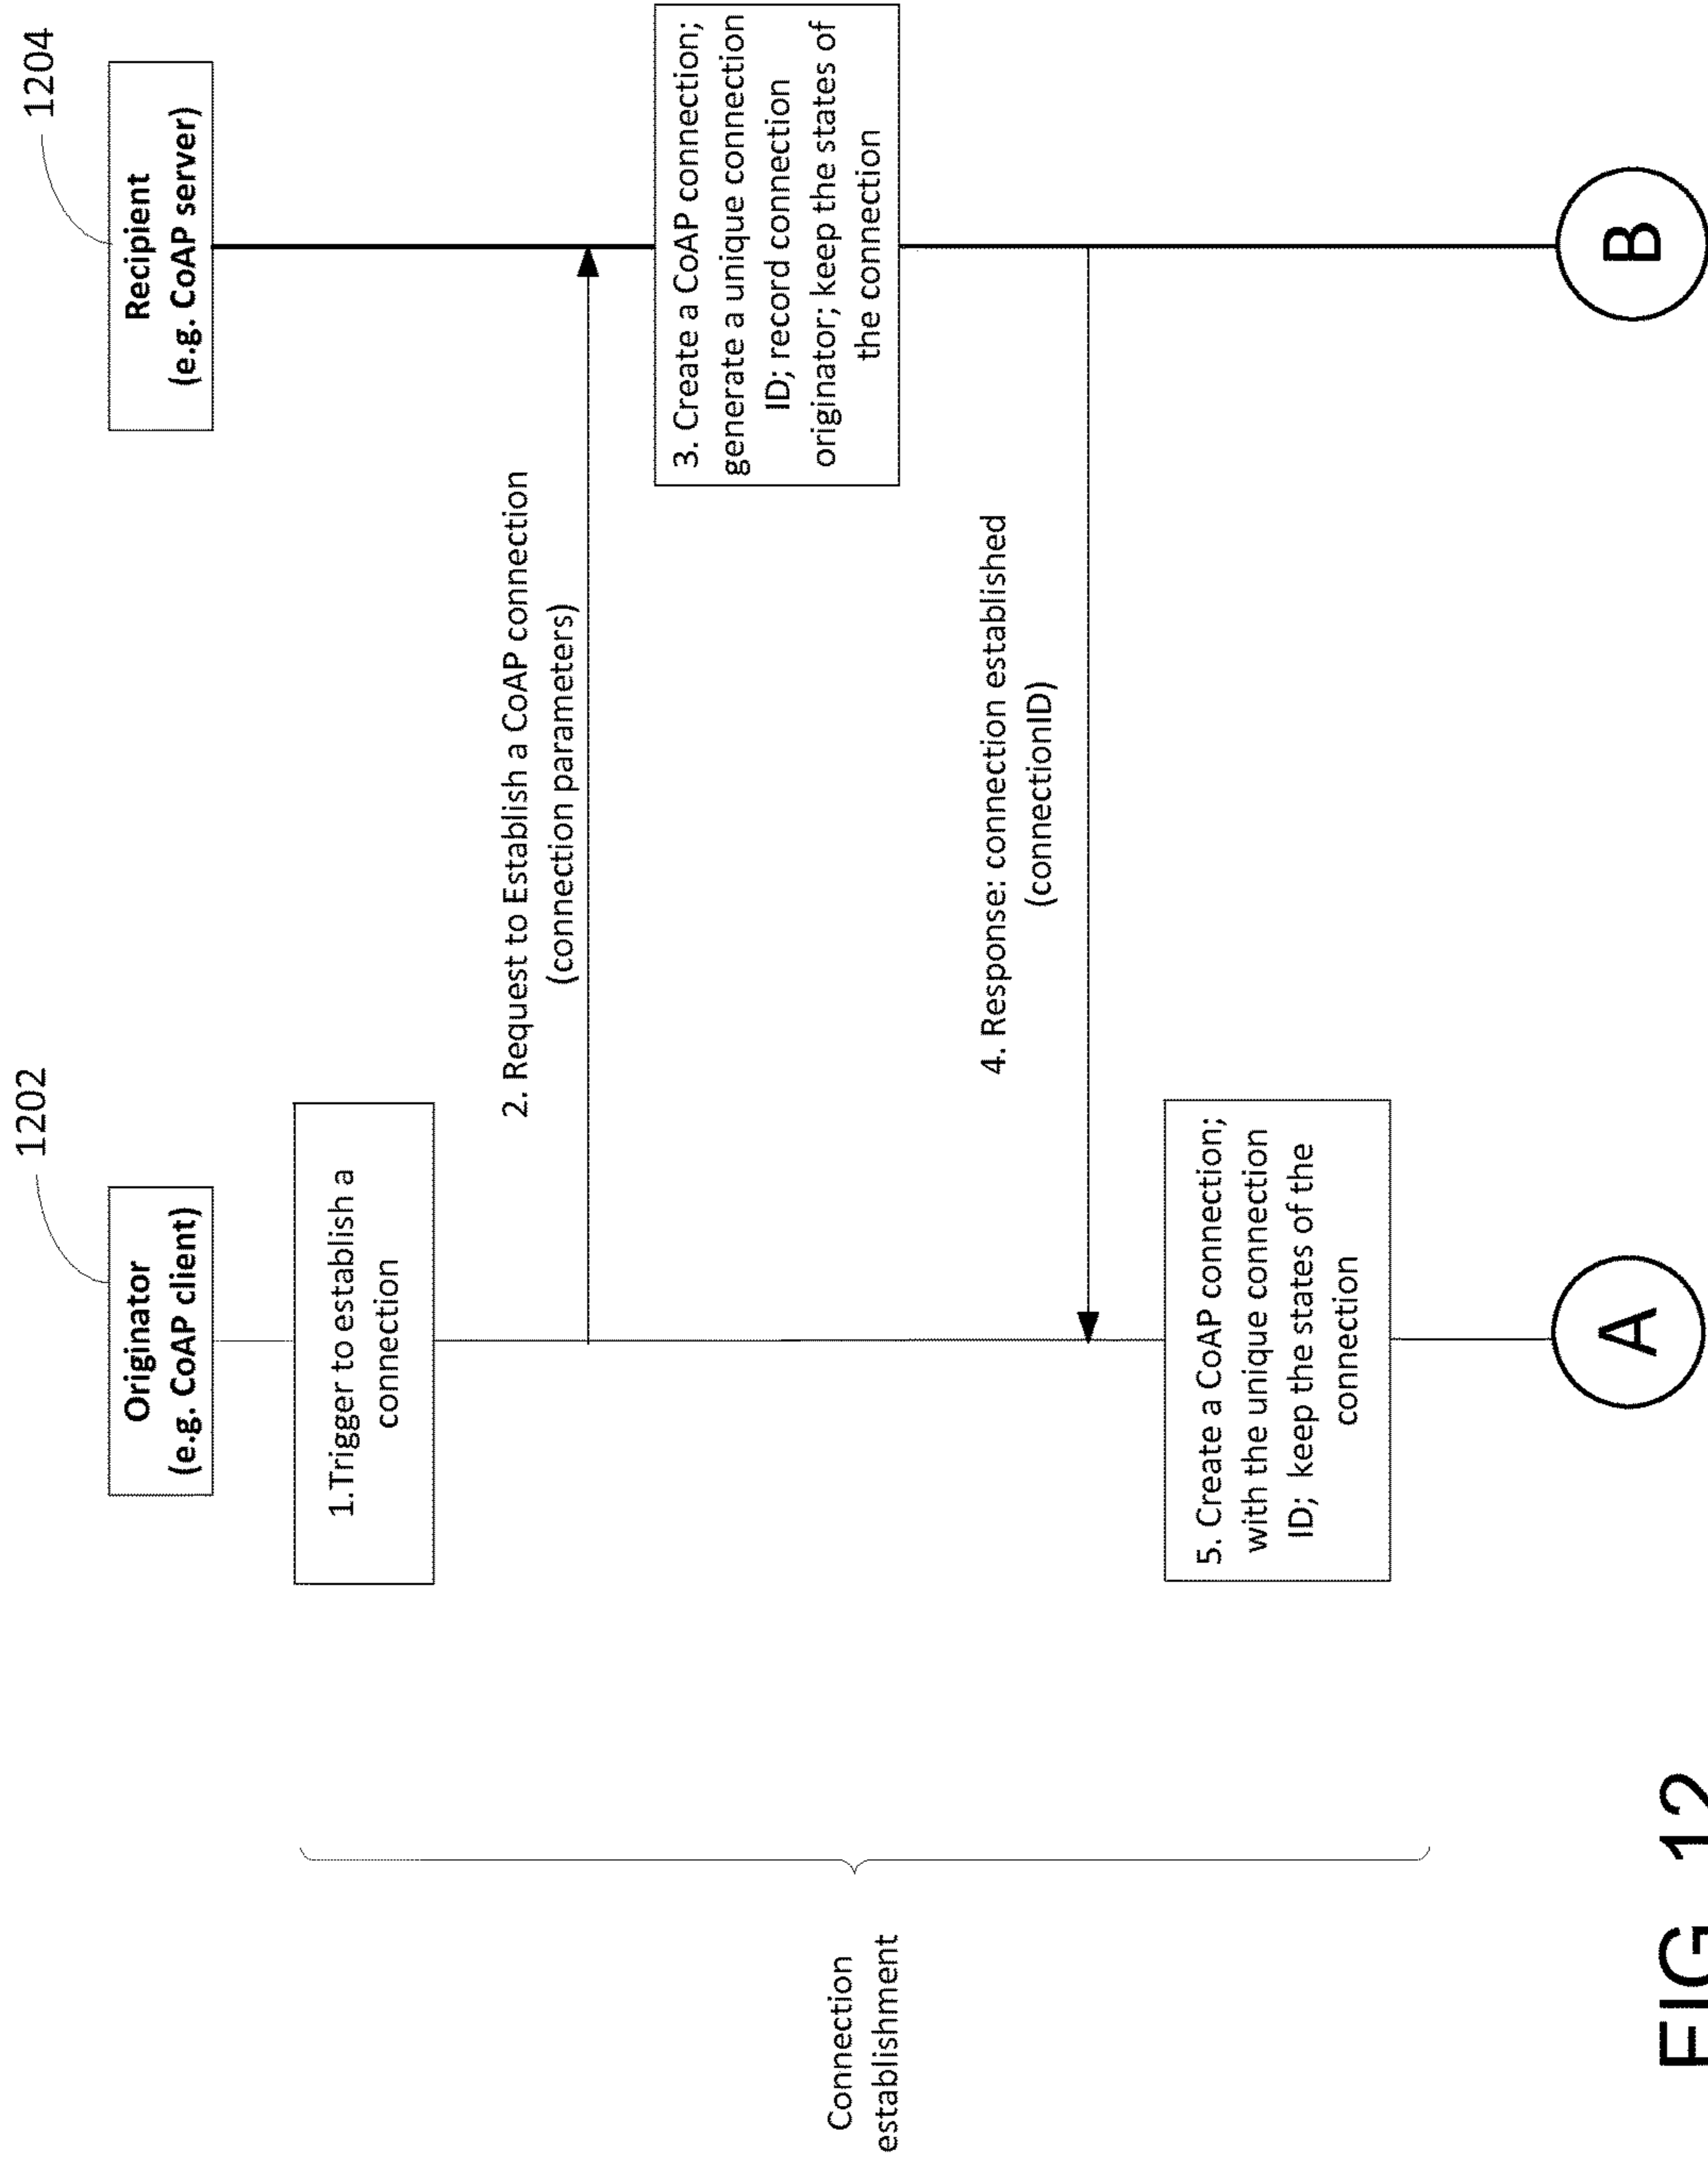 1202
1204
Originator
(e.g. CoAP client)
Recipient
(e.g. CoAP server)
1.Trigger to establish a
connection
2. Request to Establish a CoAP connection
(connection parameters)
3. Create a CoAP connection;
generate a unique connection
ID; record connection
originator; keep the states of
the connection
Connection
establishment
4. Response: connection established
(connectionID)
5. Create a CoAP connection;
with the unique connection
ID; keep the states of the
connection
A
B
FIG. 12